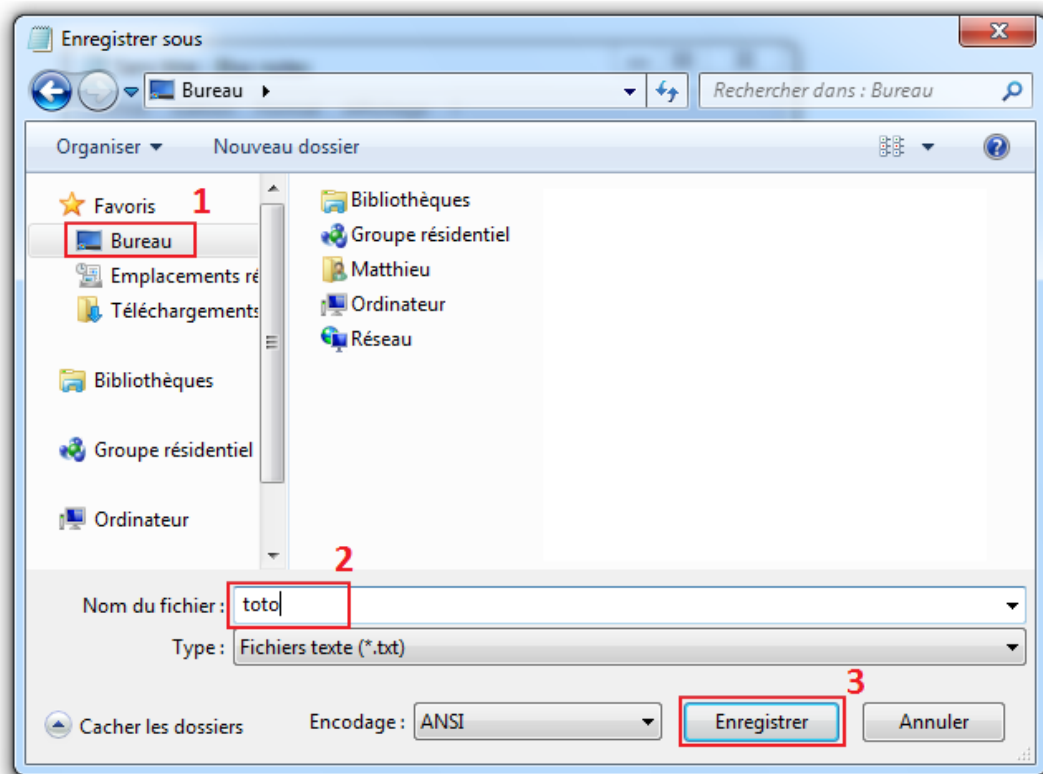 Enregistrer sous
Bureau
Rechercher dans : Bureau
Organiser
Nouveau dossier
1
Favoris
Bureau
Emplacements ré
Téléchargements
Bibliothèques
Groupe résidentiel
Ordinateur
Bibliothèques
Groupe résidentiel
Matthieu
Ordinateur
Réseau
2
Nom du fichier : toto
Type : Fichiers texte (*.txt)
3
Cacher les dossiers
Encodage : ANSI
Enregistrer
Annuler